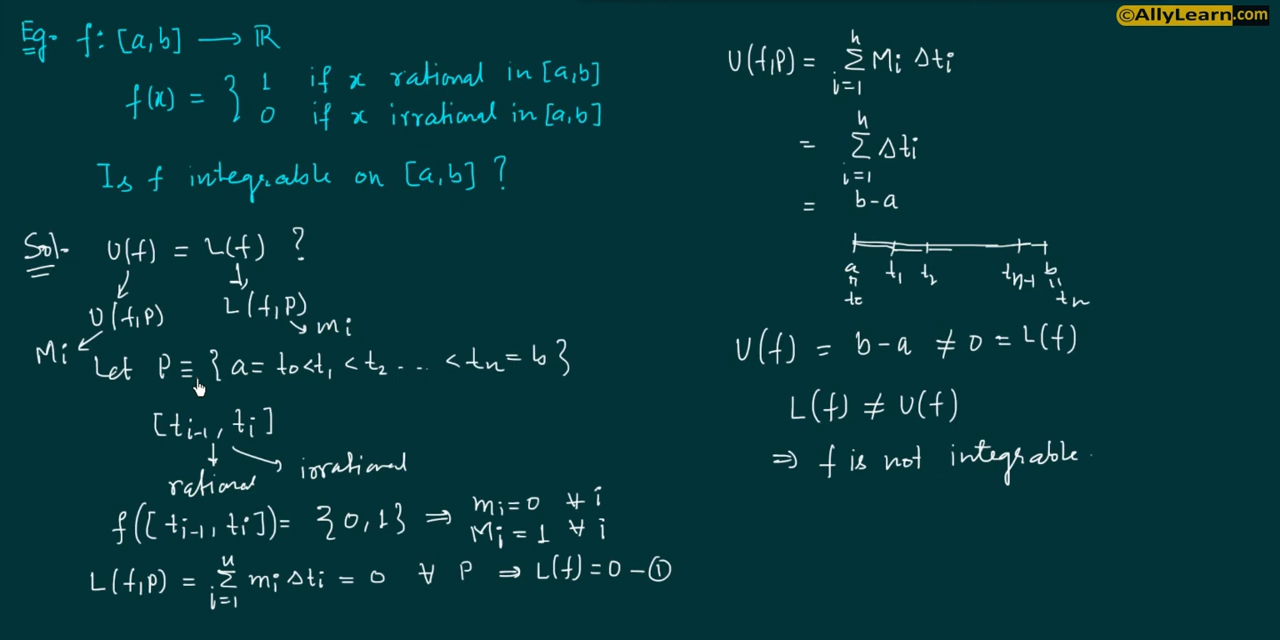 ©AllyLearn.com
Eg- f: [a,b] ⟶ ℝ
f(x) = { 1 if x rational in [a,b]
0 if x irrational in [a,b]
Is f integrable on [a,b] ?
Sol- U(f) = L(f) ?
U(f,P) L(f,P)
Mi mi
Let P ≡ { a = t0 < t1 < t2 ... < tn = b }
[ti-1, ti]
rational irrational
f([ti-1, ti]) = {0,1} ⇒ mi = 0 ∀ i
Mi = 1 ∀ i
L(f,P) = n∑i=1 mi Δti = 0 ∀ P ⇒ L(f) = 0 - ①
U(f,P) = n∑i=1 Mi Δti
= n∑i=1 Δti
= b - a
a t1 t2 tn-1 b
= t0 = tn
U(f) = b - a ≠ 0 = L(f)
L(f) ≠ U(f)
⇒ f is not integrable.